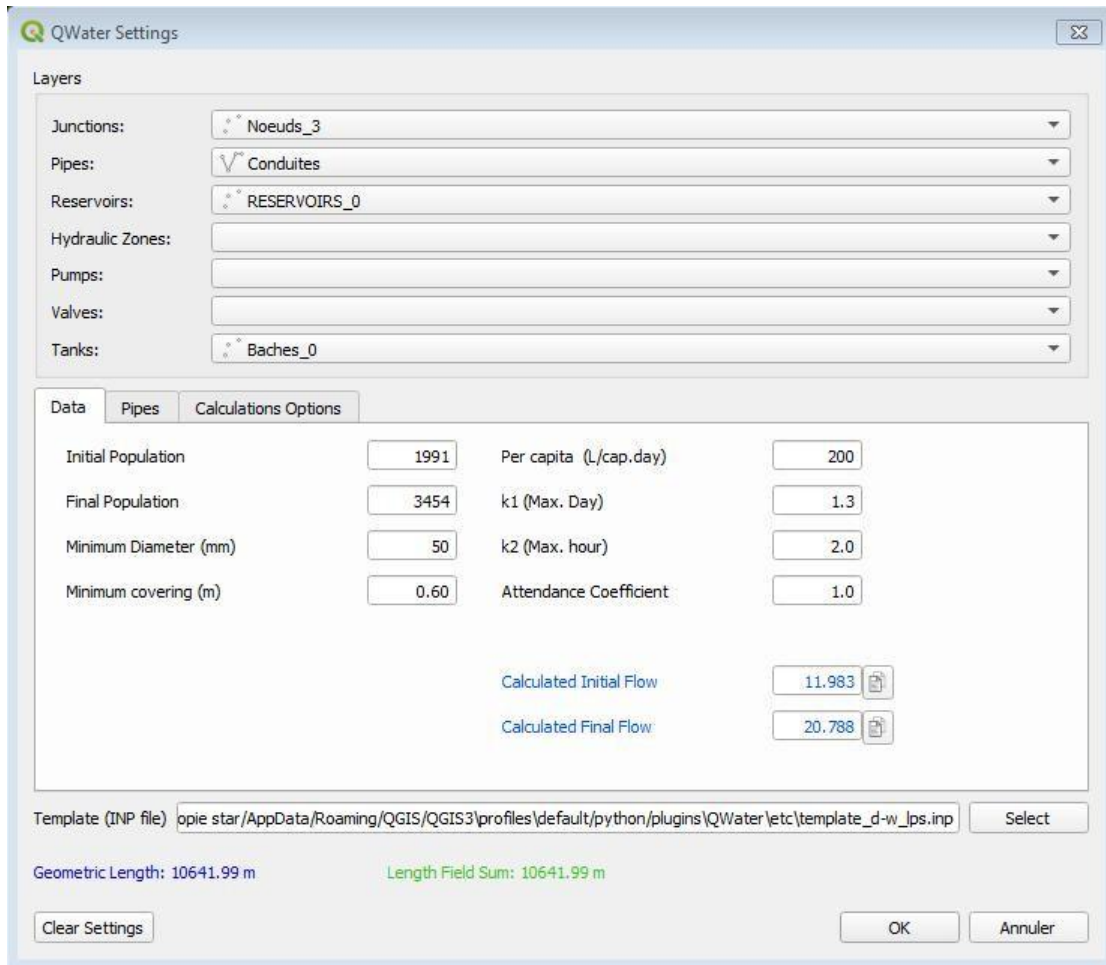 QWater Settings
Layers
Junctions: Noeuds_3
Pipes: Conduites
Reservoirs: RESERVOIRS_0
Hydraulic Zones:
Pumps:
Valves:
Tanks: Baches_0
Data Pipes Calculations Options
Initial Population 1991 Per capita (L/cap.day) 200
Final Population 3454 k1 (Max. Day) 1.3
Minimum Diameter (mm) 50 k2 (Max. hour) 2.0
Minimum covering (m) 0.60 Attendance Coefficient 1.0
Calculated Initial Flow 11.983
Calculated Final Flow 20.788
Template (INP file) opie star/AppData/Roaming/QGIS/QGIS3\profiles\default/python/plugins\QWater\etc\template_d-w_lps.inp Select
Geometric Length: 10641.99 m Length Field Sum: 10641.99 m
Clear Settings OK Annuler